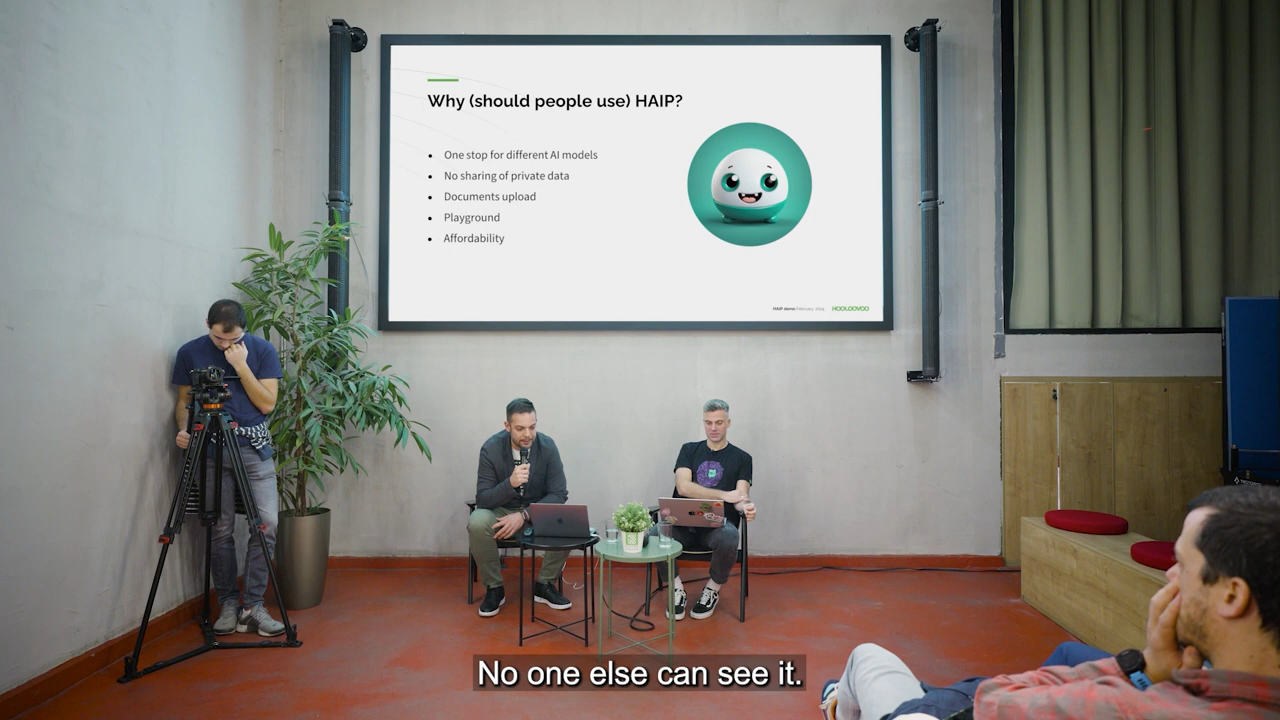 Why (should people use) HAIP?
One stop for different AI models
No sharing of private data
Documents upload
Playground
Affordability
HAIP demo February 2024 HOOLOOVOO
No one else can see it.